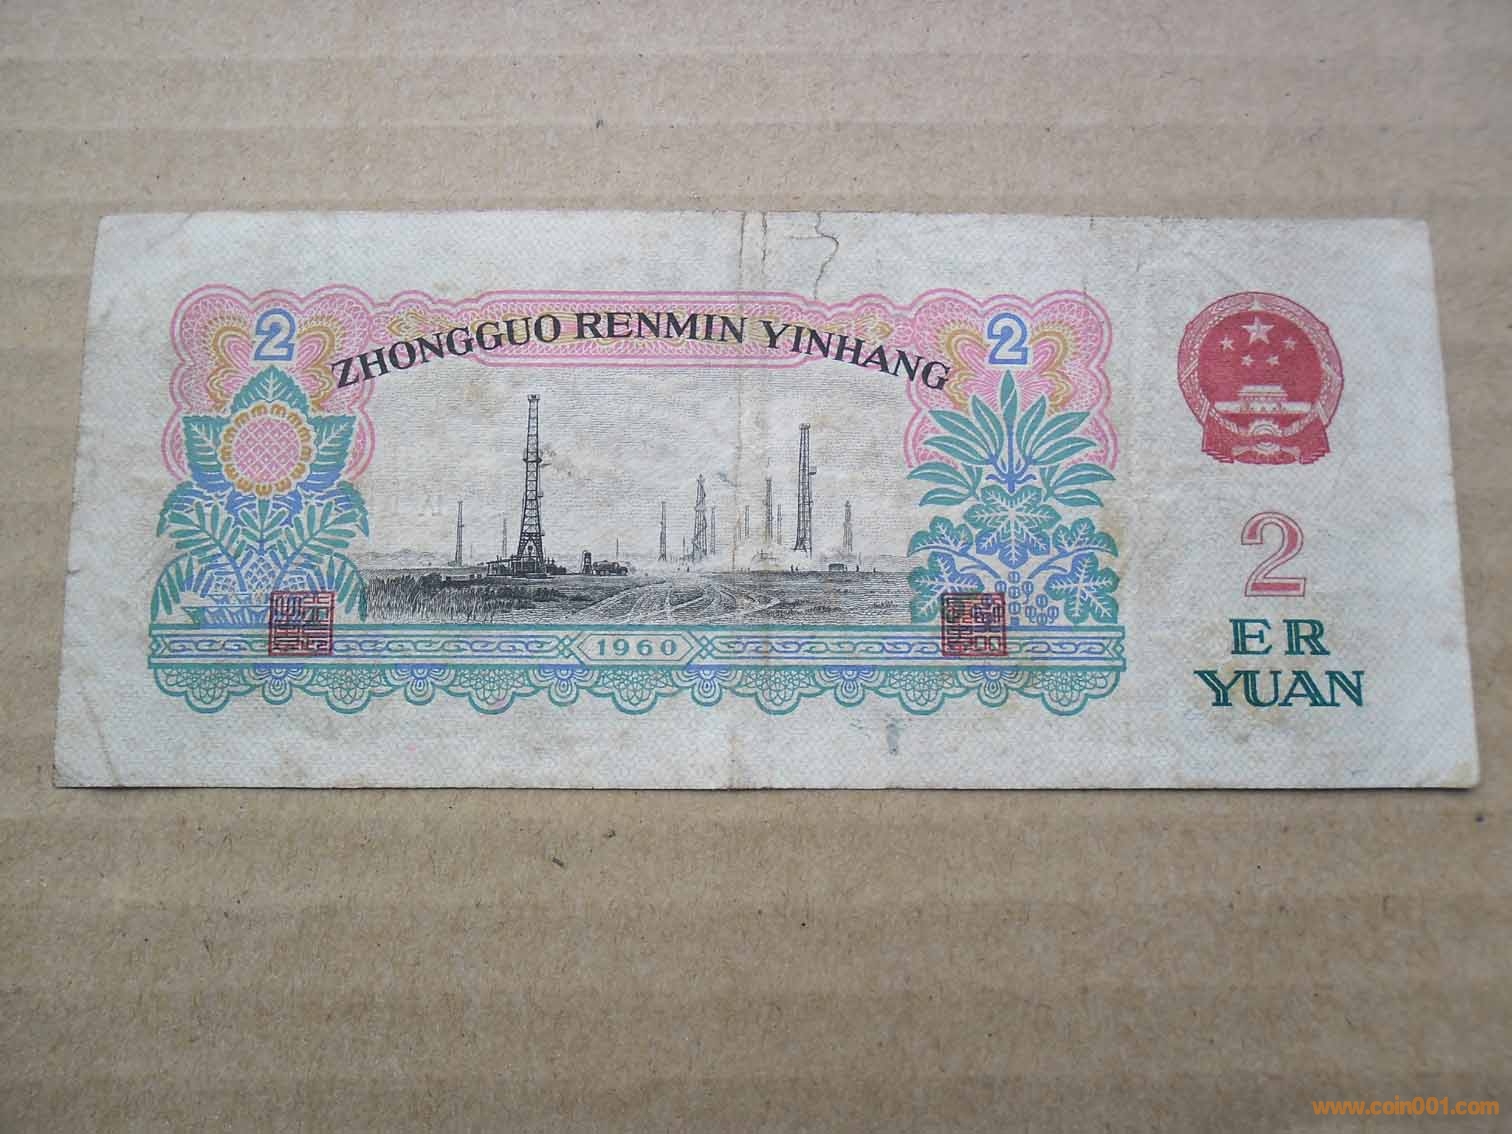 2
2
ZHONGGUO RENMIN YINHANG
1960
2
ER
YUAN
www.coin001.com